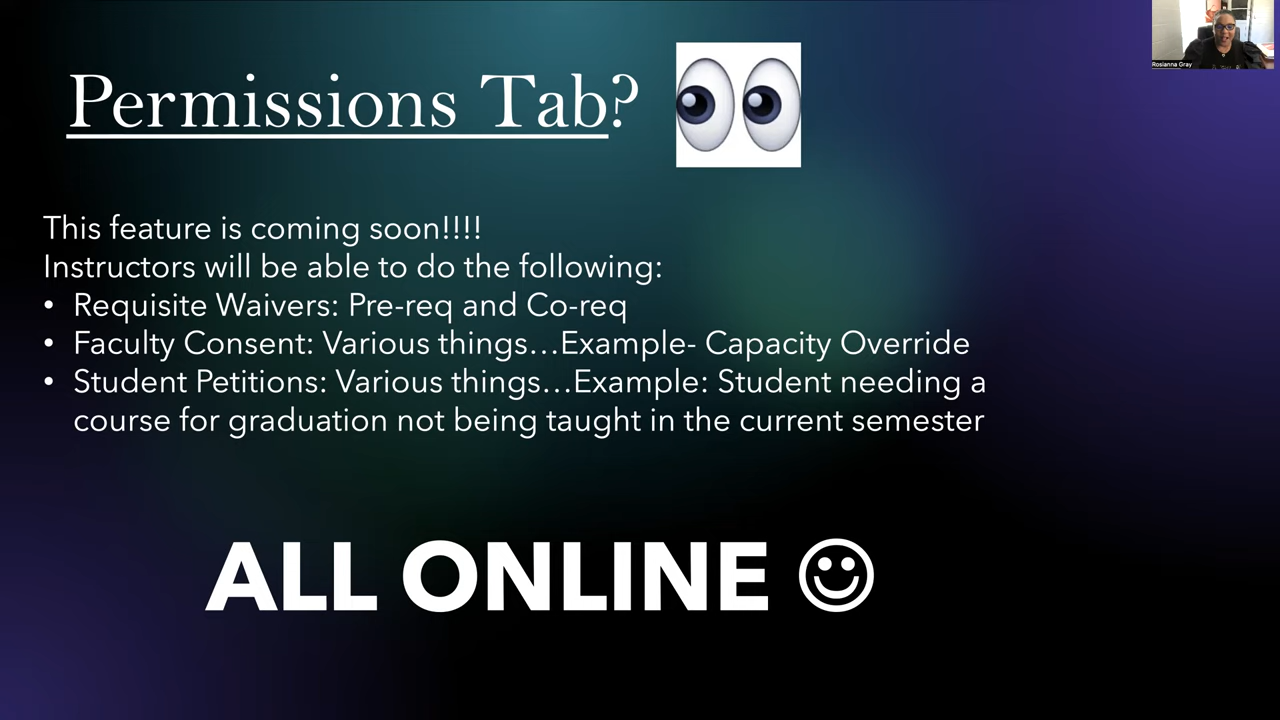 Permissions Tab?
Rosianna Gray
This feature is coming soon!!!!
Instructors will be able to do the following:
• Requisite Waivers: Pre-req and Co-req
• Faculty Consent: Various things…Example- Capacity Override
• Student Petitions: Various things…Example: Student needing a
course for graduation not being taught in the current semester
ALL ONLINE ☺